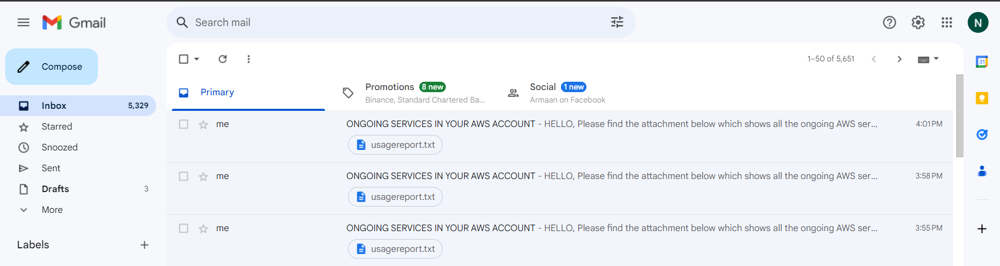 Gmail
Search mail
N
Compose
1–50 of 5,651
31
Primary
Promotions 8 new
Binance, Standard Chartered Ba...
Social 1 new
Armaan on Facebook
Inbox 5,329
Starred
Snoozed
Sent
Drafts 3
More
Labels
me ONGOING SERVICES IN YOUR AWS ACCOUNT - HELLO, Please find the attachment below which shows all the ongoing AWS ser... 4:01 PM
usagereport.txt
me ONGOING SERVICES IN YOUR AWS ACCOUNT - HELLO, Please find the attachment below which shows all the ongoing AWS ser... 3:58 PM
usagereport.txt
me ONGOING SERVICES IN YOUR AWS ACCOUNT - HELLO, Please find the attachment below which shows all the ongoing AWS ser... 3:55 PM
usagereport.txt